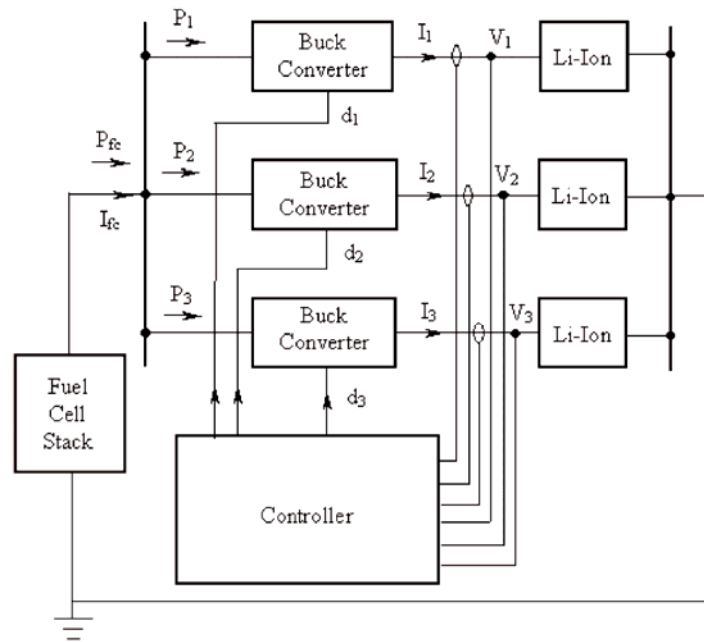 P1
Buck
Converter
I1
V1
Li-Ion
d1
Pfc
P2
Buck
Converter
I2
V2
Li-Ion
Ifc
d2
P3
Buck
Converter
I3
V3
Li-Ion
Fuel
Cell
Stack
d3
Controller